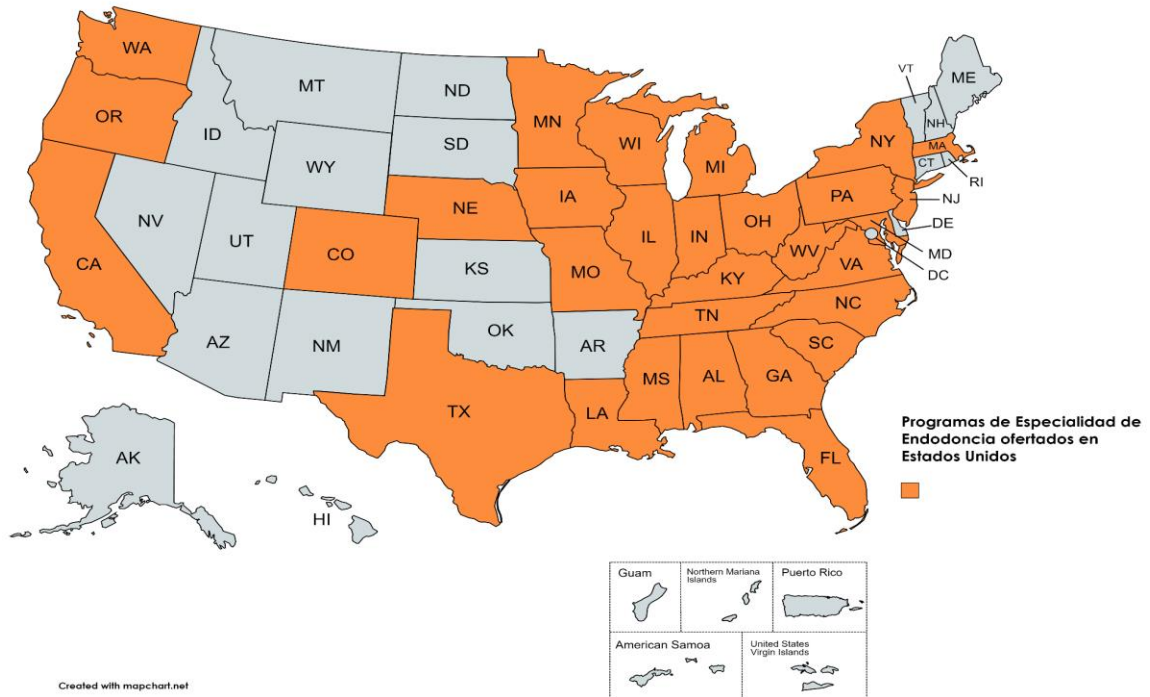 WA
MT
ND
MN
VT
ME
OR
ID
SD
WI
NH
NY
MA
WY
MI
CT
RI
NE
IA
PA
NJ
NV
UT
CO
IL
IN
OH
DE
CA
KS
MO
WV
VA
MD
KY
DC
TN
NC
AZ
NM
OK
AR
SC
TX
LA
MS
AL
GA
FL
AK
HI
Programas de Especialidad de
Endodoncia ofertados en
Estados Unidos
Guam
Northern Mariana
Islands
Puerto Rico
American Samoa
United States
Virgin Islands
Created with mapchart.net